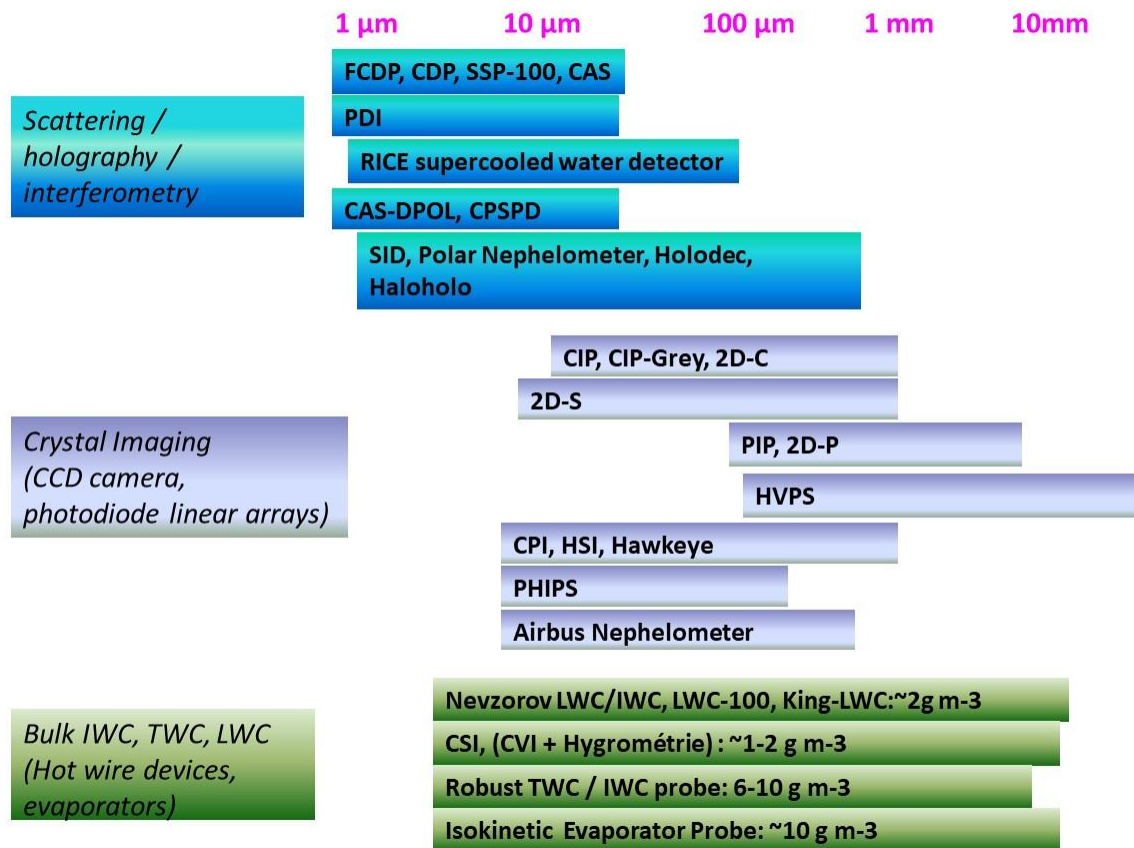 1 µm 10 µm 100 µm 1 mm 10mm
FCDP, CDP, SSP-100, CAS
Scattering /
holography /
interferometry
PDI
RICE supercooled water detector
CAS-DPOL, CPSPD
SID, Polar Nephelometer, Holodec,
Haloholo
CIP, CIP-Grey, 2D-C
2D-S
Crystal Imaging
(CCD camera,
photodiode linear arrays)
PIP, 2D-P
HVPS
CPI, HSI, Hawkeye
PHIPS
Airbus Nephelometer
Bulk IWC, TWC, LWC
(Hot wire devices,
evaporators)
Nevzorov LWC/IWC, LWC-100, King-LWC:~2g m-3
CSI, (CVI + Hygrométrie) : ~1-2 g m-3
Robust TWC / IWC probe: 6-10 g m-3
Isokinetic Evaporator Probe: ~10 g m-3